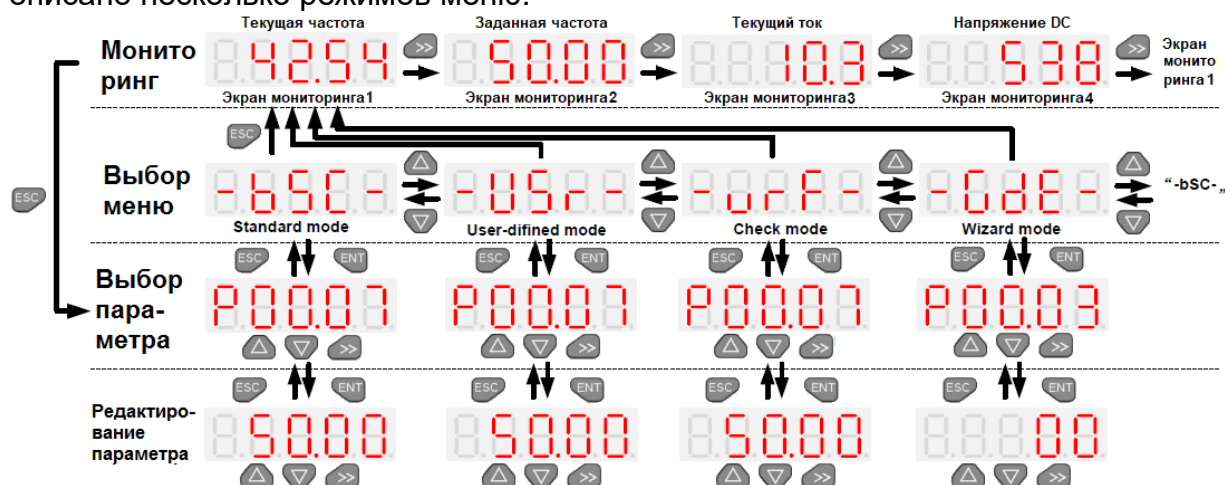 описано несколько режимов меню.
Текущая частота Заданная частота Текущий ток Напряжение DC
Монито
ринг
42.54 >> 50.00 >> 10.3 >> 538 >>
Экран
монито
ринга1
Экран мониторинга1 Экран мониторинга2 Экран мониторинга3 Экран мониторинга4
ESC
ESC
Выбор
меню
-bSC- -USr- -vrF- -GdE- “-bSC-„
Standard mode User-difined mode Check mode Wizard mode
ESC ENT ESC ENT ESC ENT ESC ENT
Выбор
пара-
метра
P00.07 P00.07 P00.07 P00.03
>> >> >> >>
ESC ENT ESC ENT ESC ENT ESC ENT
Редактиро-
вание
параметра
50.00 50.00 50.00 00
>> >> >> >>